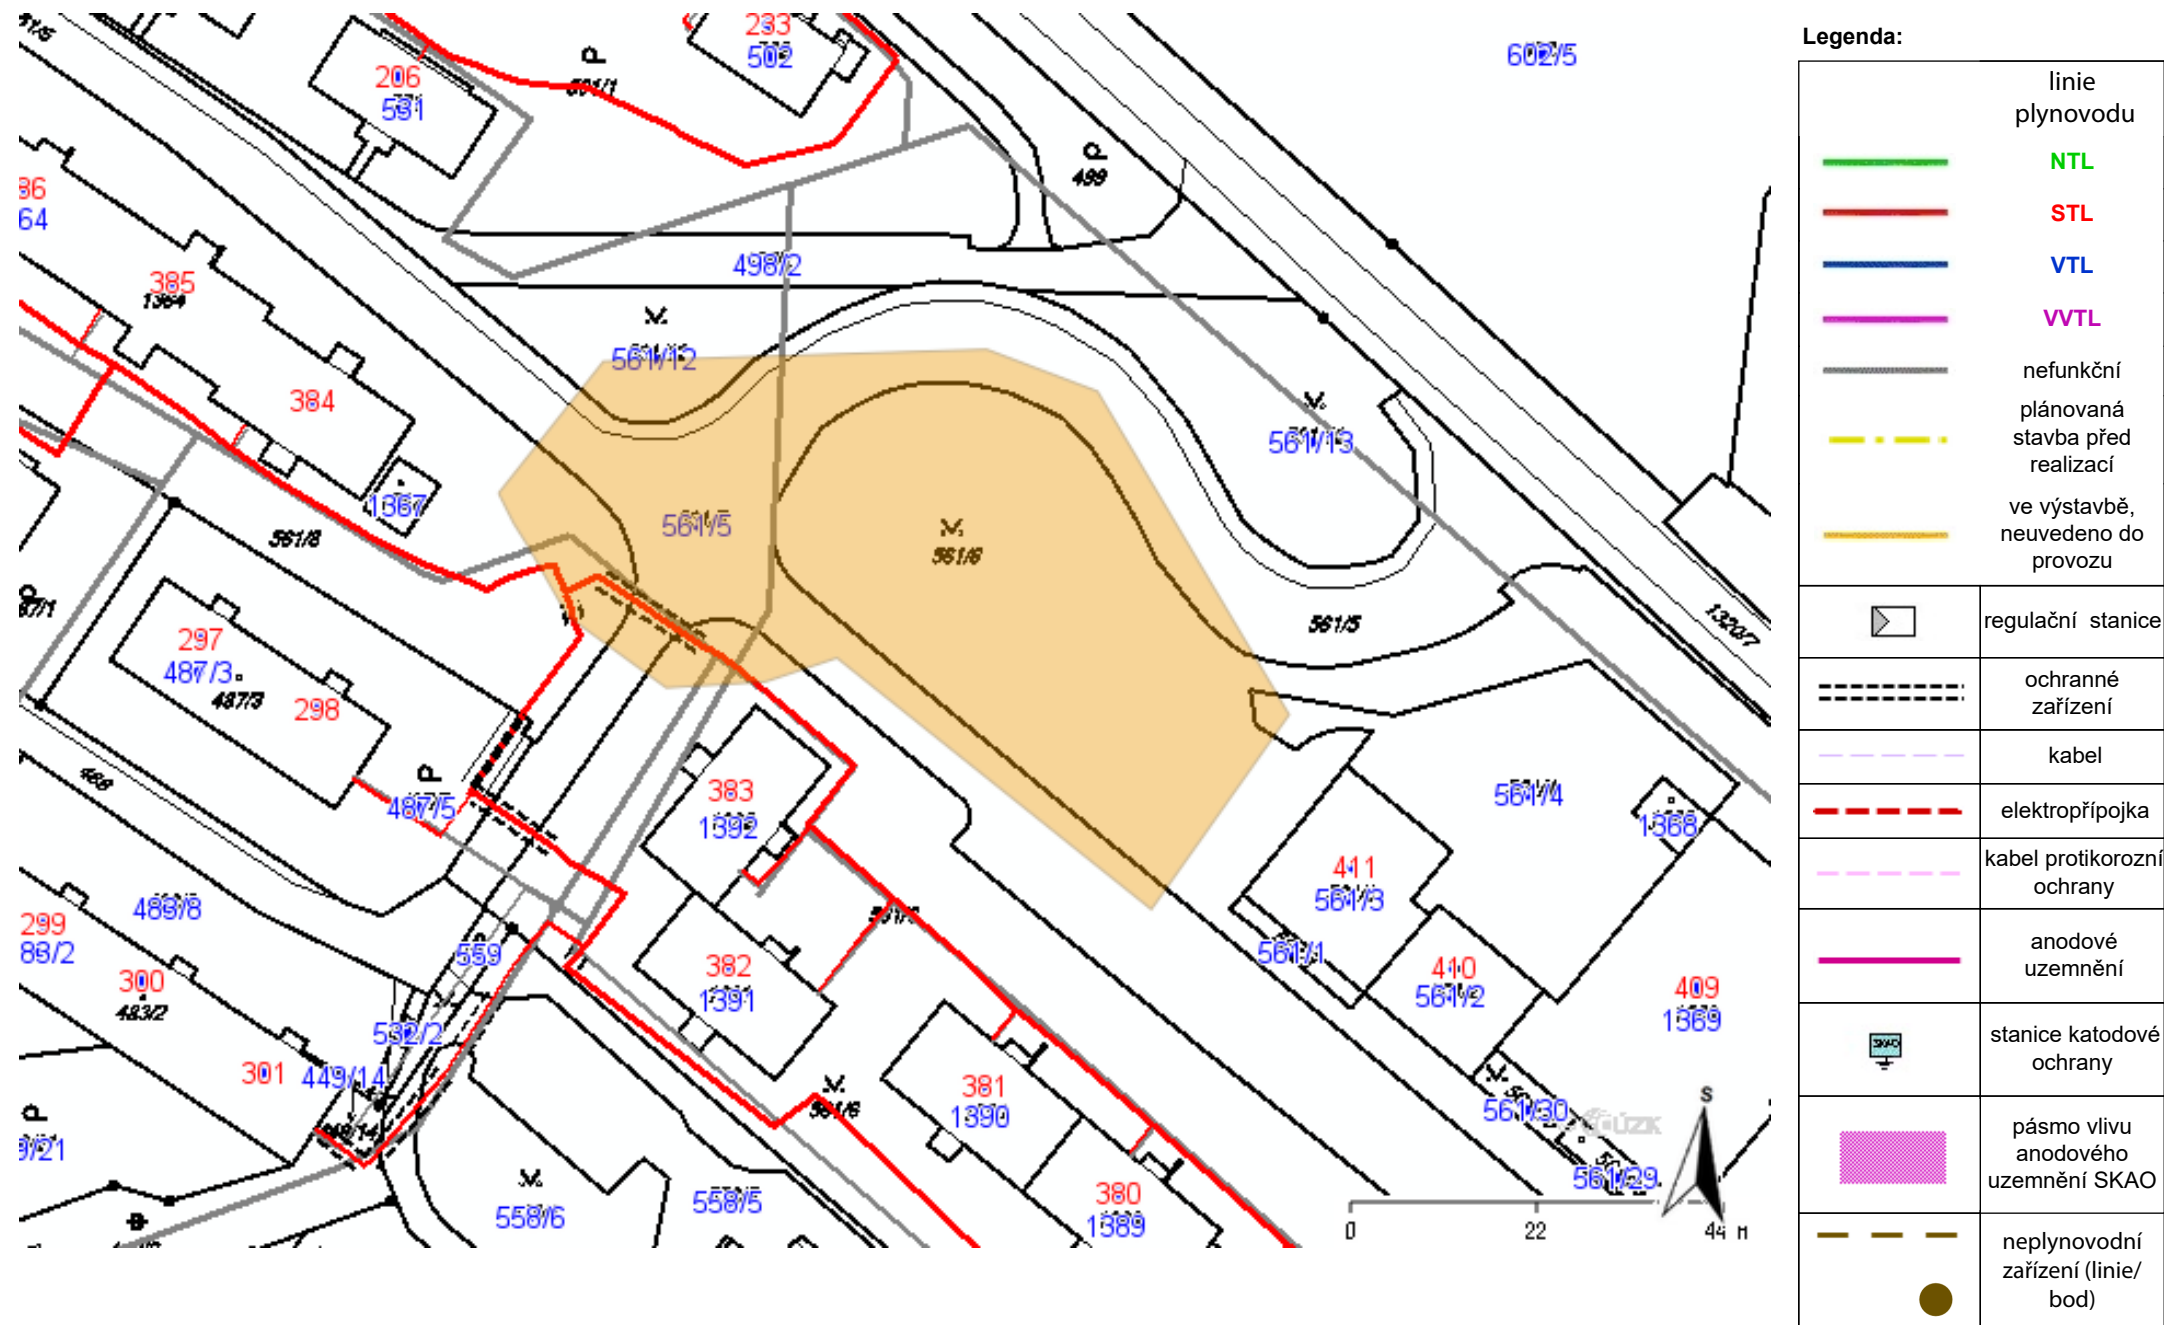 233
502
206
531
501/1
602/5
499
86
64
498/2
385
1364
561/12
384
561/13
1367
561/5
561/6
561/8
561/5
1320/7
297
487/3
487/3
298
488
487/5
383
1392
561/4
1368
411
561/3
561/1
410
561/2
409
1369
299
300
483/2
301
559
532/2
449/14
382
1391
381
1390
380
1389
561/30
561/29
558/6
558/5
S
0 22 44 M
Legenda:
linie
plynovodu
NTL
STL
VTL
VVTL
nefunkční
plánovaná
stavba před
realizací
ve výstavbě,
neuvedeno do
provozu
regulační stanice
ochranné
zařízení
kabel
elektropřípojka
kabel protikorozní
ochrany
anodové
uzemnění
SKAO
stanice katodové
ochrany
pásmo vlivu
anodového
uzemnění SKAO
neplynovodní
zařízení (linie/
bod)